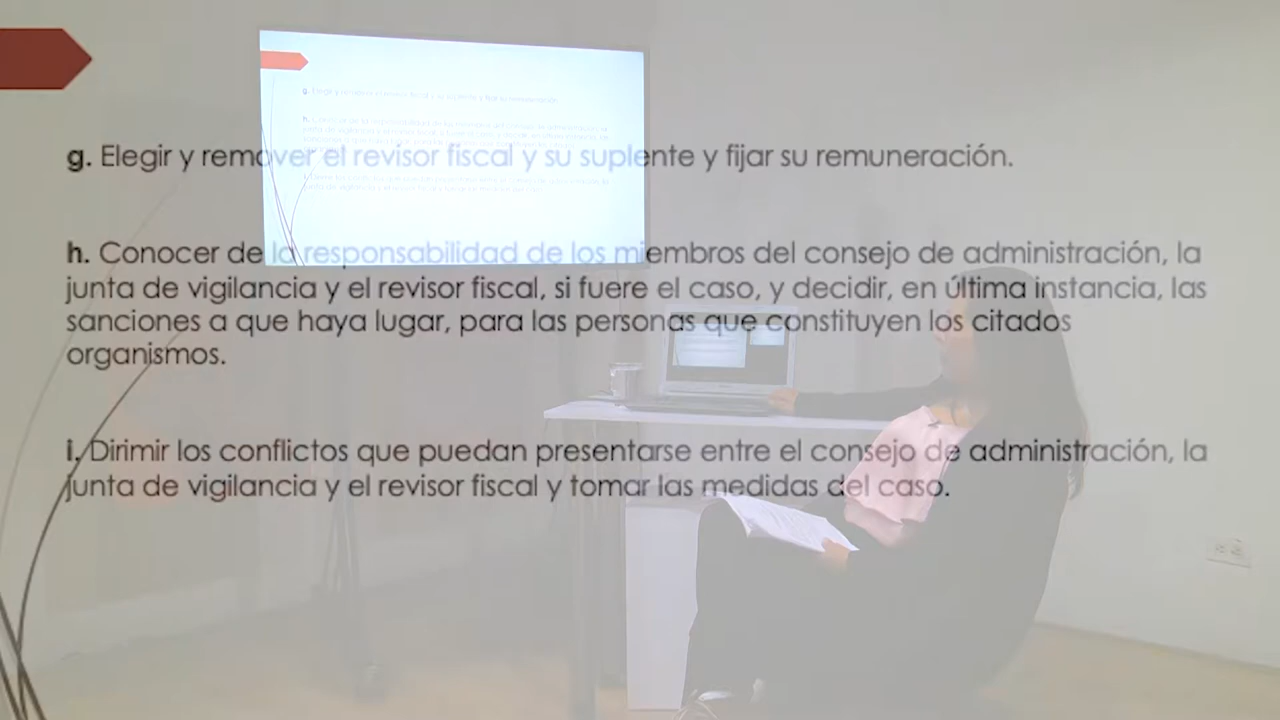 g. Elegir y remover el revisor fiscal y su suplente y fijar su remuneración.
h. Conocer de la responsabilidad de los miembros del consejo de administración, la
junta de vigilancia y el revisor fiscal, si fuere el caso, y decidir, en última instancia, las
sanciones a que haya lugar, para las personas que constituyen los citados
organismos.
i. Dirimir los conflictos que puedan presentarse entre el consejo de administración, la
junta de vigilancia y el revisor fiscal y tomar las medidas del caso.